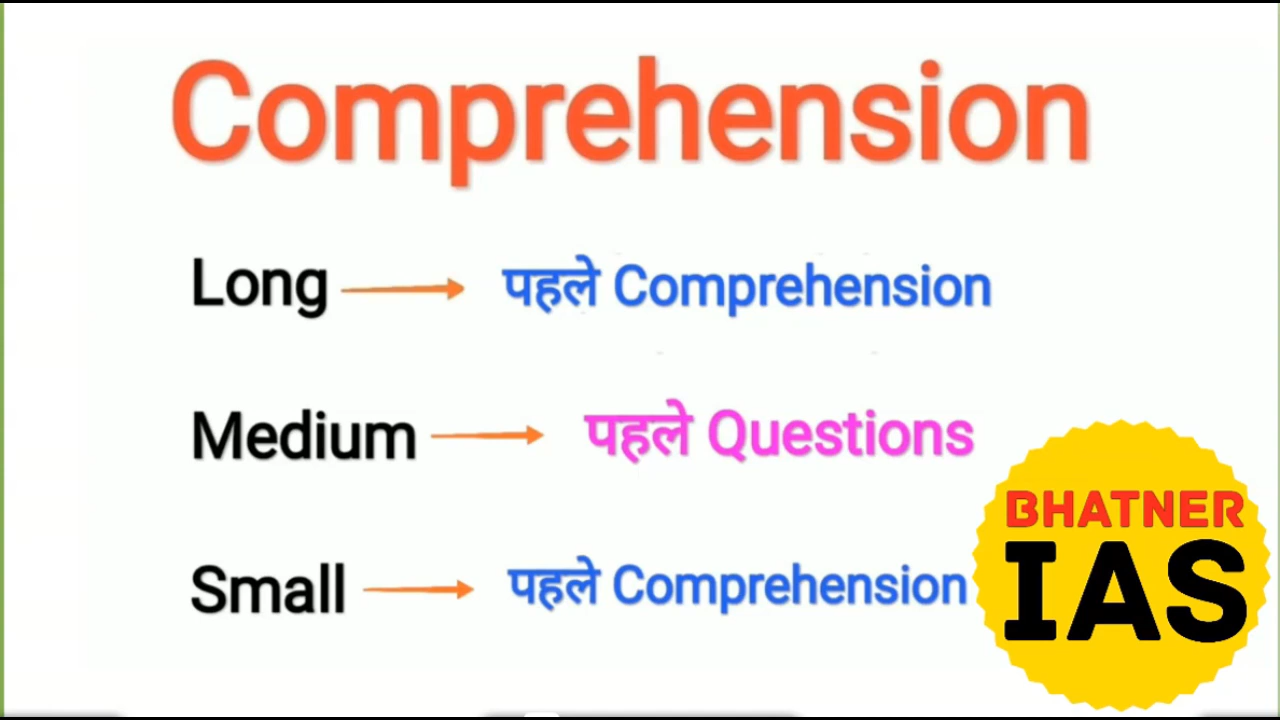 Comprehension
Long → पहले Comprehension
Medium → पहले Questions
Small → पहले Comprehension
BHATNER
IAS